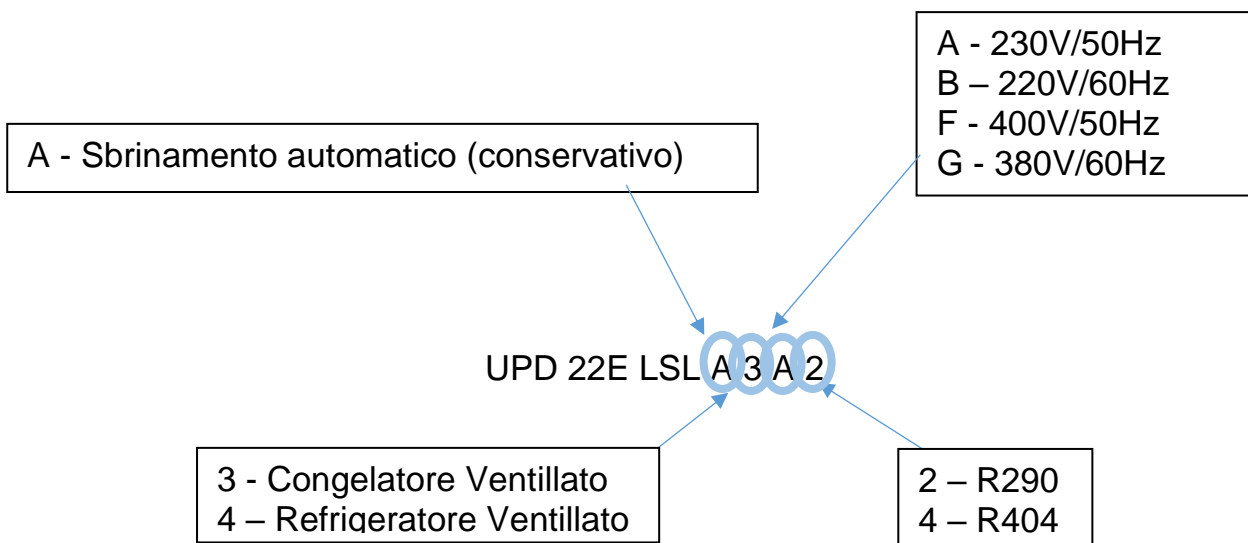 A - 230V/50Hz
B – 220V/60Hz
F - 400V/50Hz
G - 380V/60Hz
A - Sbrinamento automatico (conservativo)
UPD 22E LSL A 3 A 2
3 - Congelatore Ventillato
4 – Refrigeratore Ventillato
2 – R290
4 – R404